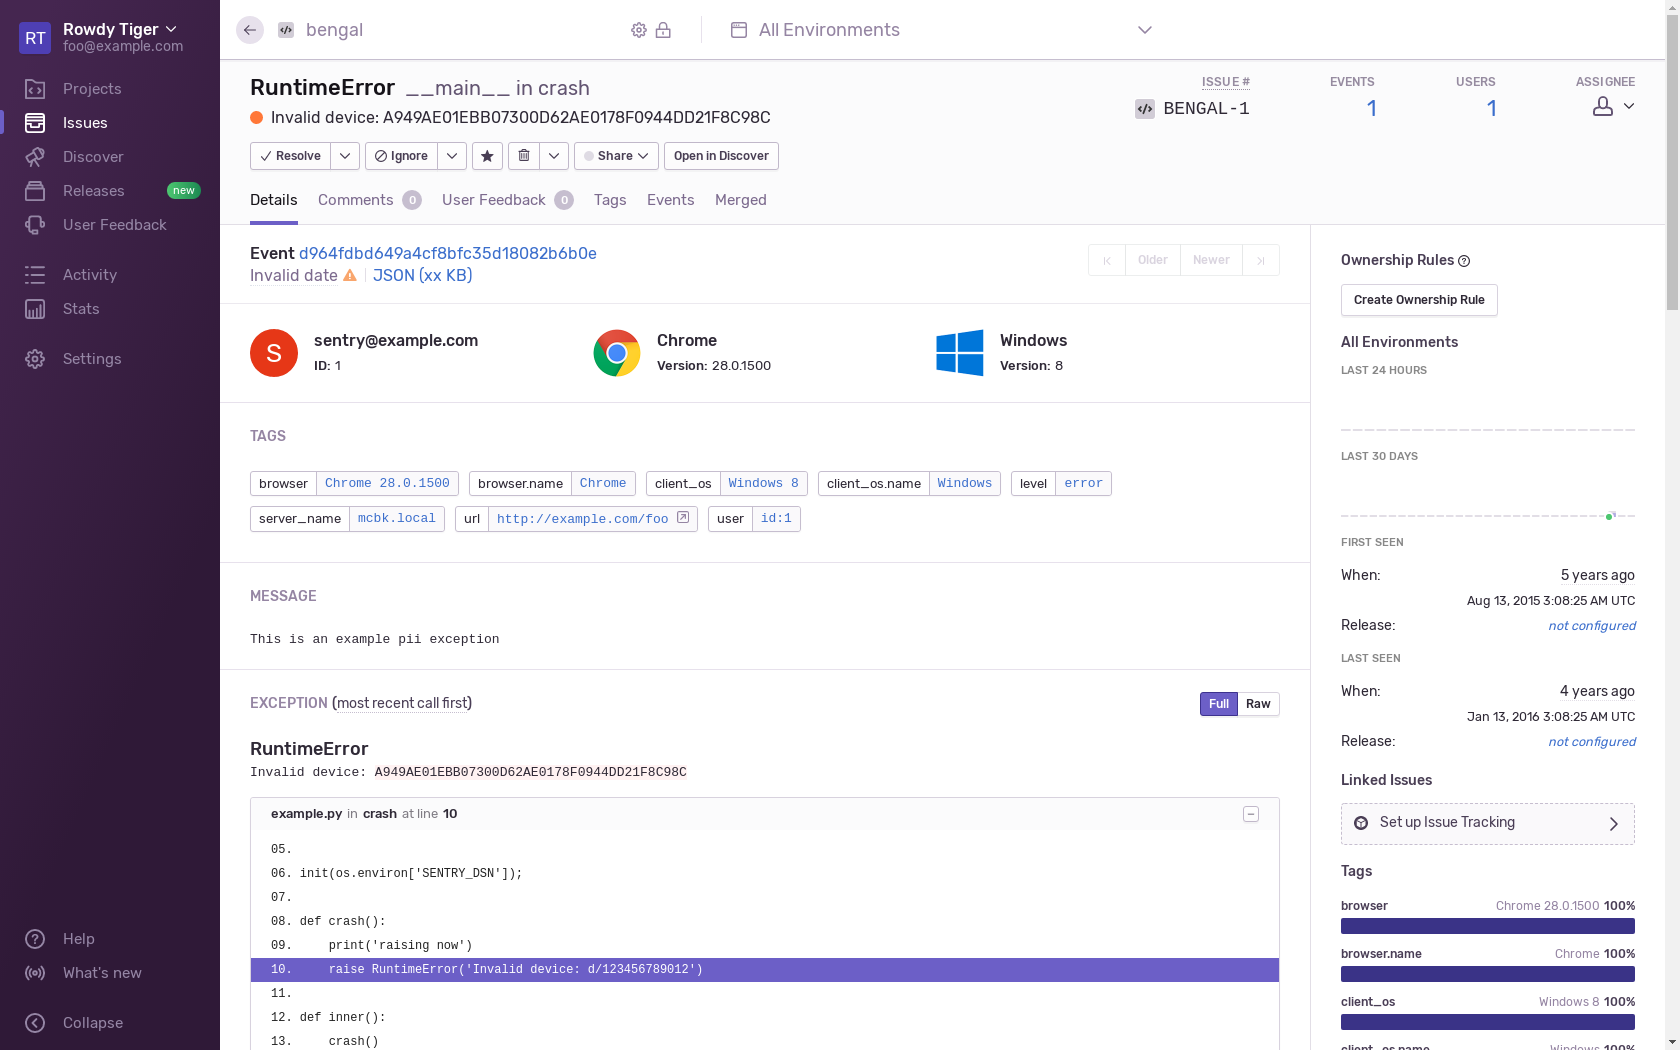 RT
Rowdy Tiger
foo@example.com
Projects
Issues
Discover
Releases new
User Feedback
Activity
Stats
Settings
Help
What's new
Collapse
bengal
All Environments
RuntimeError __main__ in crash
Invalid device: A949AE01EBB07300D62AE0178F0944DD21F8C98C
ISSUE # EVENTS USERS ASSIGNEE
BENGAL-1 1 1
Resolve Ignore Share Open in Discover
Details Comments 0 User Feedback 0 Tags Events Merged
Event d964fdbd649a4cf8bfc35d18082b6b0e
Invalid date JSON (xx KB)
Older Newer
S
sentry@example.com
ID: 1
Chrome
Version: 28.0.1500
Windows
Version: 8
TAGS
browser Chrome 28.0.1500 browser.name Chrome client_os Windows 8 client_os.name Windows level error
server_name mcbk.local url http://example.com/foo user id:1
MESSAGE
This is an example pii exception
EXCEPTION (most recent call first) Full Raw
RuntimeError
Invalid device: A949AE01EBB07300D62AE0178F0944DD21F8C98C
example.py in crash at line 10
05.
06. init(os.environ['SENTRY_DSN']);
07.
08. def crash():
09.     print('raising now')
10.     raise RuntimeError('Invalid device: d/123456789012')
11.
12. def inner():
13.     crash()
Ownership Rules
Create Ownership Rule
All Environments
LAST 24 HOURS
LAST 30 DAYS
FIRST SEEN
When: 5 years ago
Aug 13, 2015 3:08:25 AM UTC
Release: not configured
LAST SEEN
When: 4 years ago
Jan 13, 2016 3:08:25 AM UTC
Release: not configured
Linked Issues
Set up Issue Tracking
Tags
browser Chrome 28.0.1500 100%
browser.name Chrome 100%
client_os Windows 8 100%
client_os.name Windows 100%